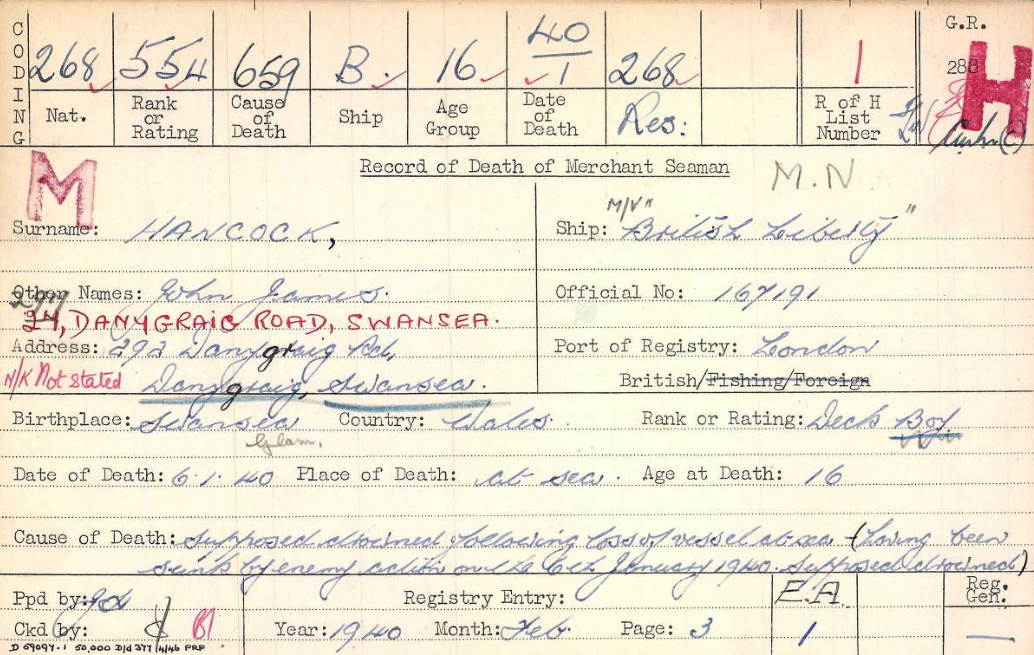 CODING
268 554 659 B. 16 40/1 268 1
G.R.
288
H
Nat. Rank or Rating Cause of Death Ship Age Group Date of Death Res: R of H List Number
M
Record of Death of Merchant Seaman
M.N
Surname: HANCOCK,
Ship: M/V "British Liberty"
Other Names: John James.
Official No: 167191
24, DANYGRAIG ROAD, SWANSEA.
Address: 292 Danygraig Rd,
Port of Registry: London
N/K Not Stated
Danygraig, Swansea.
British/Fishing/Foreign
Birthplace: Swansea Country: Wales. Rank or Rating: Deck Boy.
Glam.
Date of Death: 6.1.40 Place of Death: at sea. Age at Death: 16
Cause of Death: Supposed drowned following loss of vessel at sea (having been
sunk by enemy action on the 6th January 1940. Supposed drowned)
Ppd by:
Registry Entry:
E.A.
Reg. Gen.
Ckd by:
Year: 1940 Month: Feb. Page: 3
1
—
D 69097-1 50,000 D/d 377 4/46 PRP